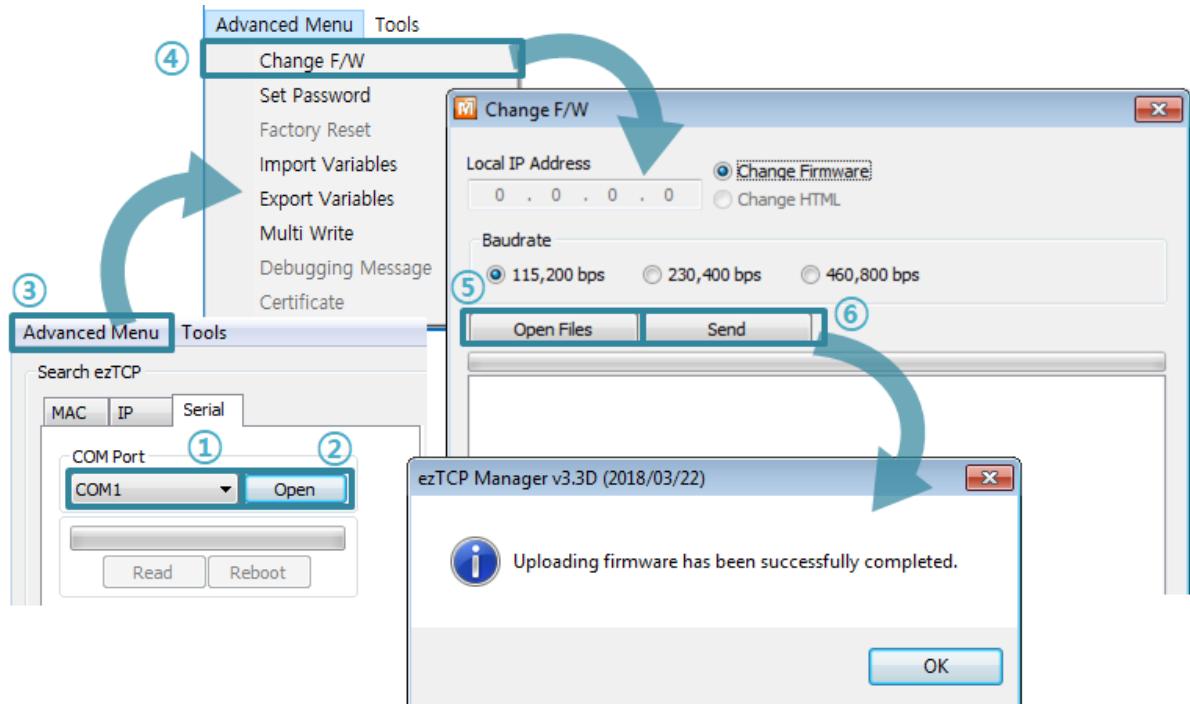 Advanced Menu Tools
④ Change F/W
Set Password
Factory Reset
Import Variables
Export Variables
Multi Write
Debugging Message
Certificate
③
Advanced Menu Tools
Search ezTCP
MAC IP Serial
① ②
COM Port
COM1 Open
Read Reboot
Change F/W
Local IP Address
0 . 0 . 0 . 0
Change Firmware
Change HTML
Baudrate
115,200 bps 230,400 bps 460,800 bps
⑤ ⑥
Open Files Send
ezTCP Manager v3.3D (2018/03/22)
Uploading firmware has been successfully completed.
OK